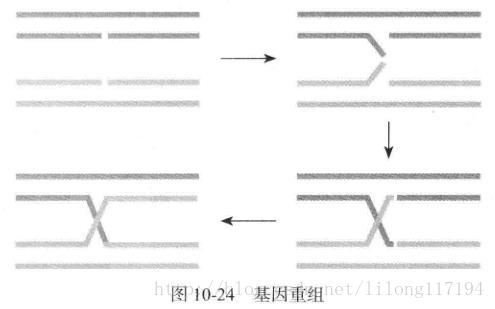 http://blog.csdn.net/lilong117194
图 10-24 基因重组